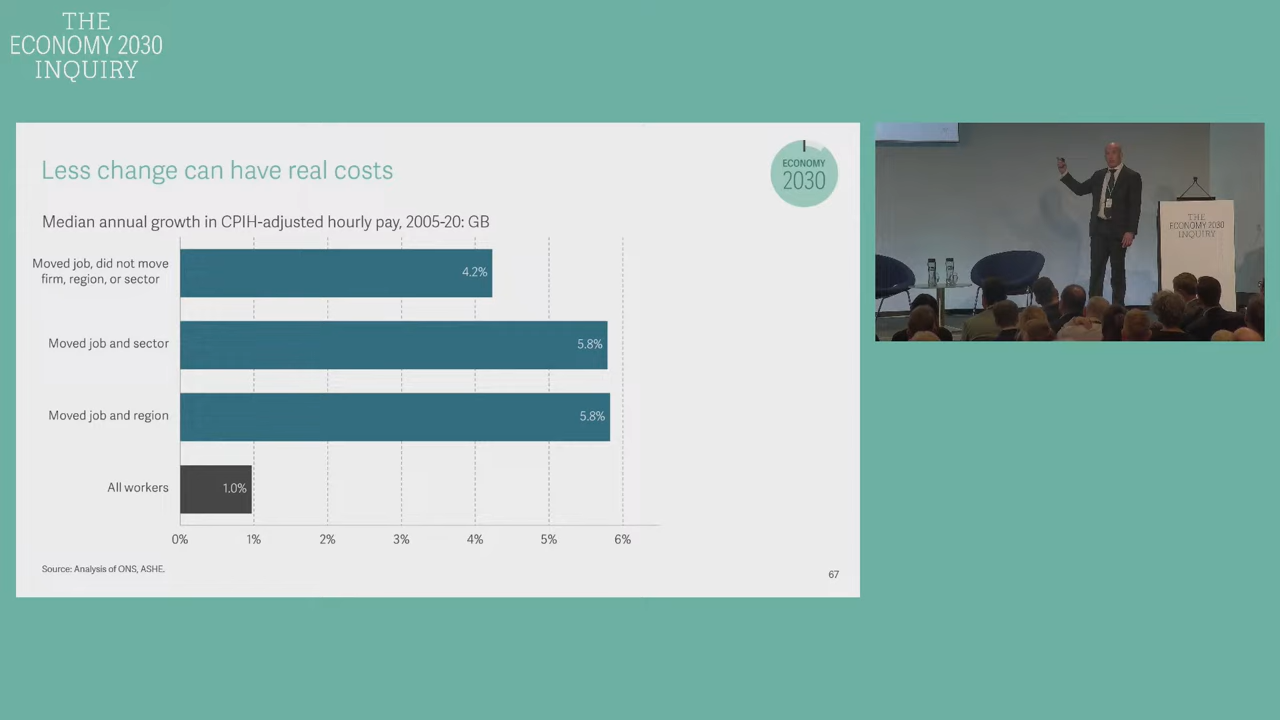 THE
ECONOMY 2030
INQUIRY
Less change can have real costs
ECONOMY
2030
Median annual growth in CPIH-adjusted hourly pay, 2005-20: GB
Moved job, did not move
firm, region, or sector
4.2%
Moved job and sector
5.8%
Moved job and region
5.8%
All workers
1.0%
0% 1% 2% 3% 4% 5% 6%
Source: Analysis of ONS, ASHE.
67
THE
ECONOMY 2030
INQUIRY